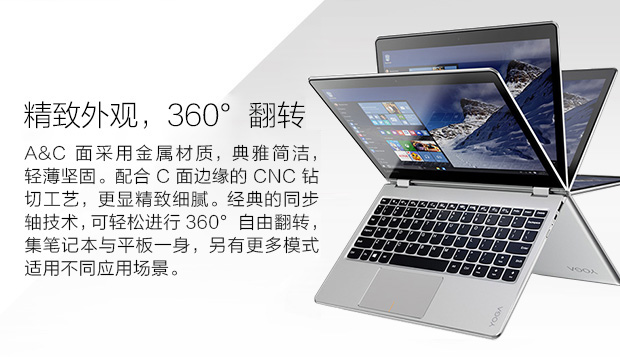 精致外观，360°翻转
A&C 面采用金属材质，典雅简洁，
轻薄坚固。配合 C 面边缘的 CNC 钻
切工艺，更显精致细腻。经典的同步
轴技术，可轻松进行 360° 自由翻转，
集笔记本与平板一身，另有更多模式
适用不同应用场景。
YOGA
YOGA